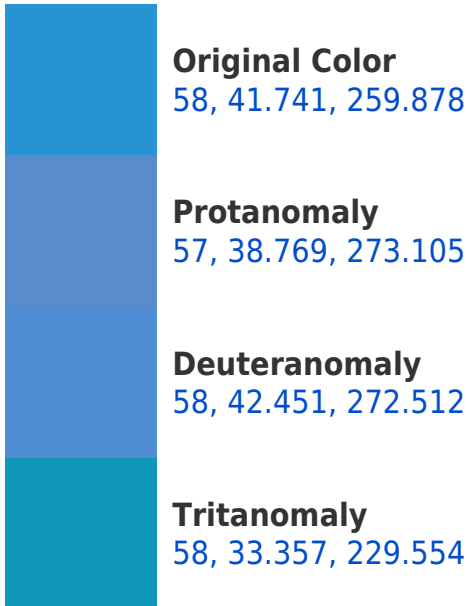 Original Color
58, 41.741, 259.878
Protanomaly
57, 38.769, 273.105
Deuteranomaly
58, 42.451, 272.512
Tritanomaly
58, 33.357, 229.554